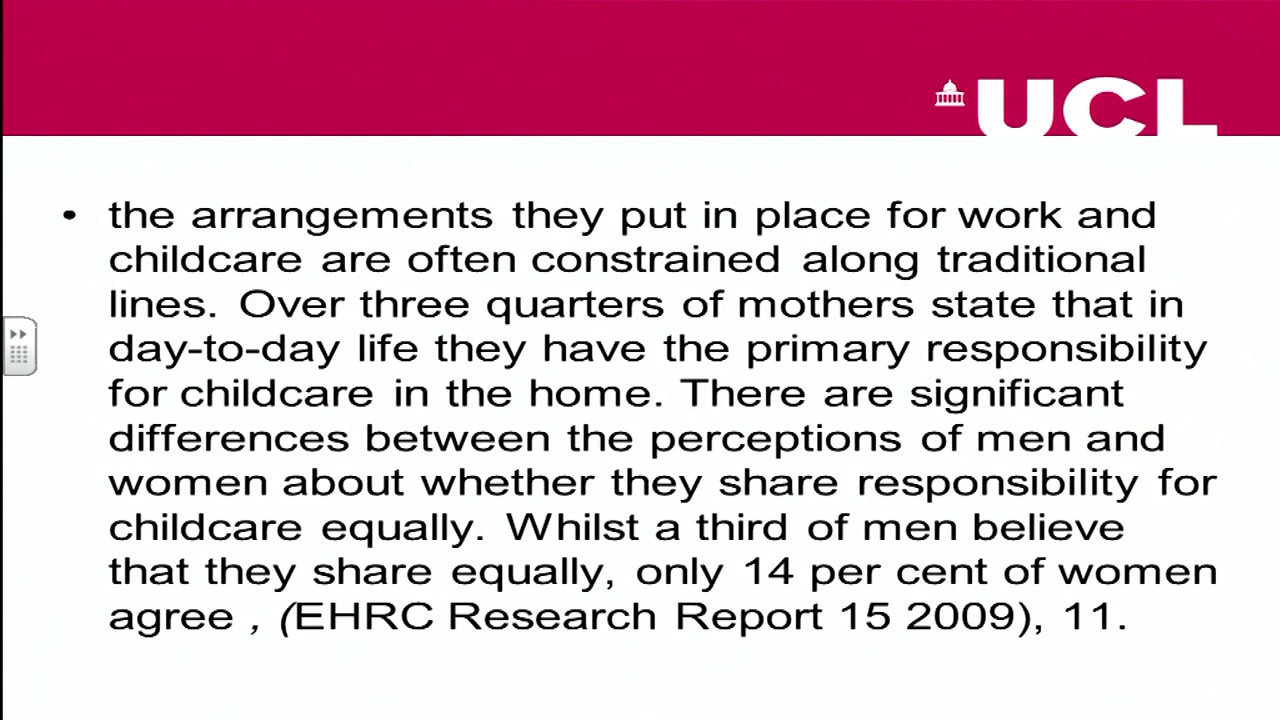 UCL
• the arrangements they put in place for work and
childcare are often constrained along traditional
lines. Over three quarters of mothers state that in
day-to-day life they have the primary responsibility
for childcare in the home. There are significant
differences between the perceptions of men and
women about whether they share responsibility for
childcare equally. Whilst a third of men believe
that they share equally, only 14 per cent of women
agree , (EHRC Research Report 15 2009), 11.